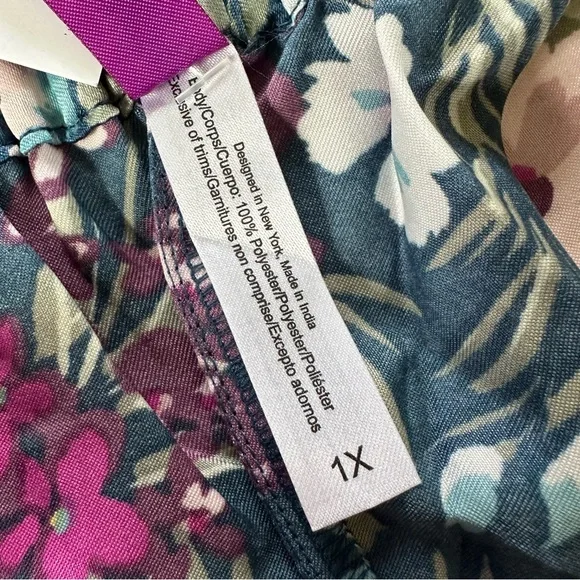 Designed in New York, Made in India
Body/Corps/Cuerpo: 100% Polyester/Polyester/Poliéster
Exclusive of trims/Garnitures non comprise/Excepto adornos
1X